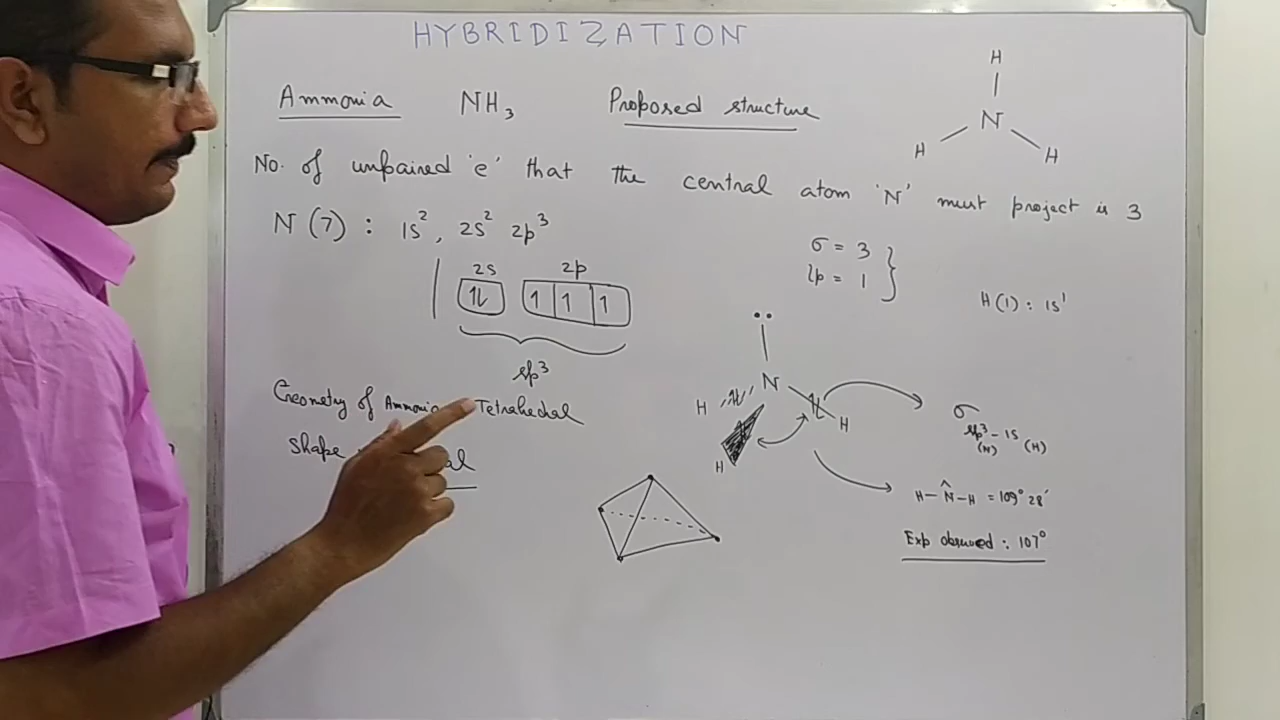 HYBRIDIZATION
Ammonia NH₃ Proposed structure
H
N
H H
No. of unpaired 'e' that the central atom 'N' must project is 3
N (7) : 1s², 2s² 2p³
2s 2p
1⇂ 1 1 1
sp³
σ = 3
lp = 1
H(1) : 1s¹
Geometry of Ammonia Tetrahedral
Shape
N
H H
H
σ
sp³ - 1s
(N) (H)
H - N̂ - H = 109° 28'
Exp observed : 107°